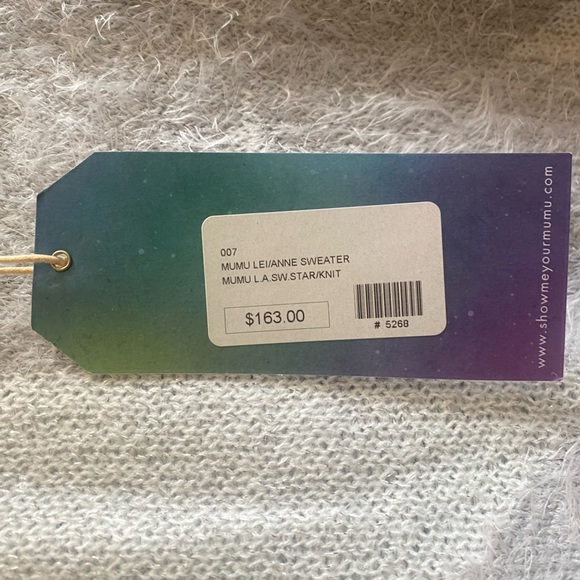 007
MUMU LEI/ANNE SWEATER
MUMU L.A.SW.STAR/KNIT
$163.00
# 5268
www.showmeyourmumu.com